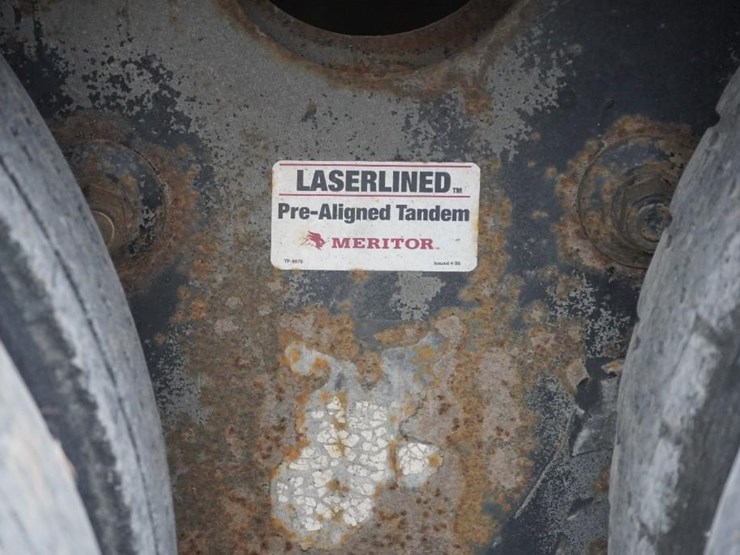 LASERLINED™
Pre-Aligned Tandem
MERITOR